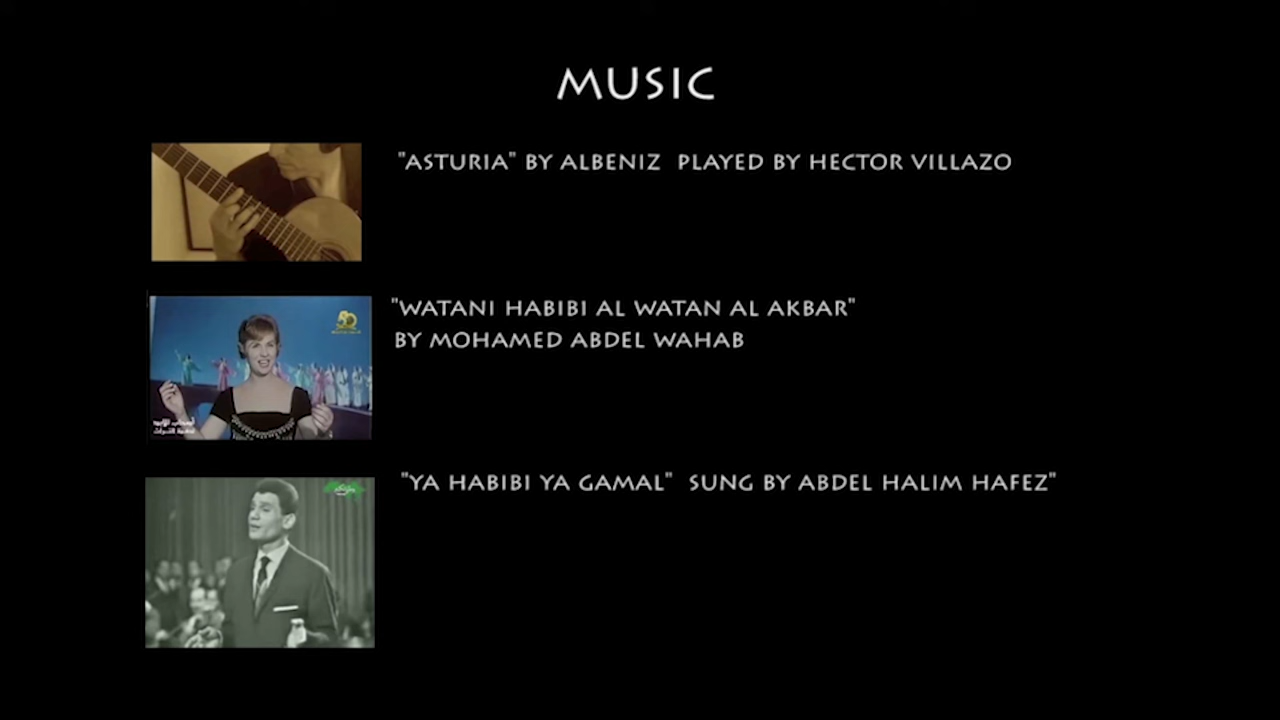 MUSIC
"ASTURIA" BY ALBENIZ PLAYED BY HECTOR VILLAZO
"WATANI HABIBI AL WATAN AL AKBAR"
BY MOHAMED ABDEL WAHAB
50
"YA HABIBI YA GAMAL" SUNG BY ABDEL HALIM HAFEZ"